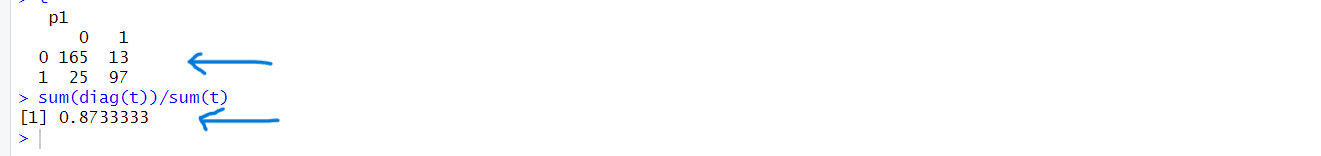 p1
0 1
0 165 13
1 25 97
> sum(diag(t))/sum(t)
[1] 0.8733333
>